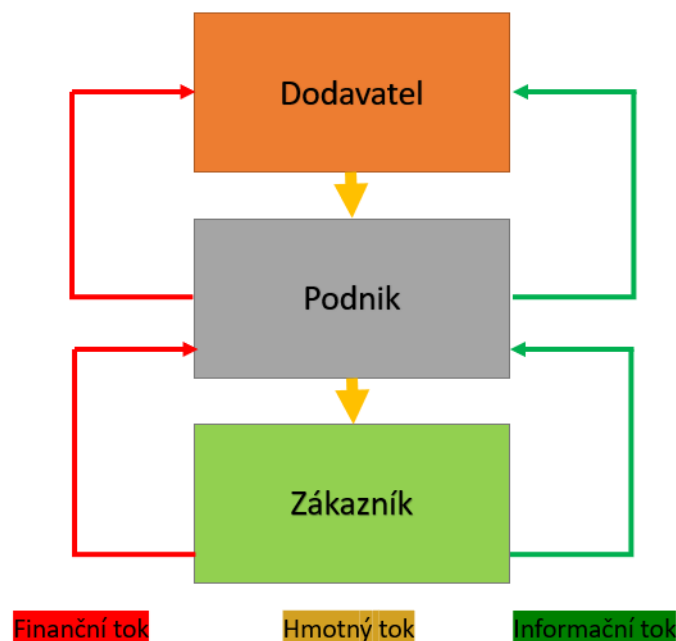 Dodavatel
Podnik
Zákazník
Finanční tok
Hmotný tok
Informační tok